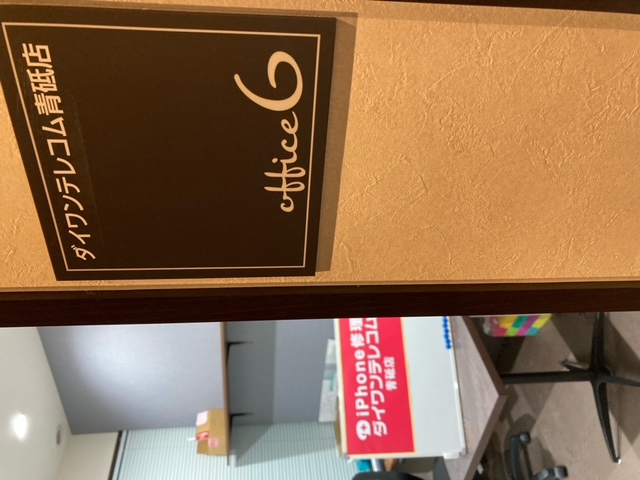 ダイワンテレコム青砥店
office 6
iPhone修理
ダイワンテレコム
青砥店